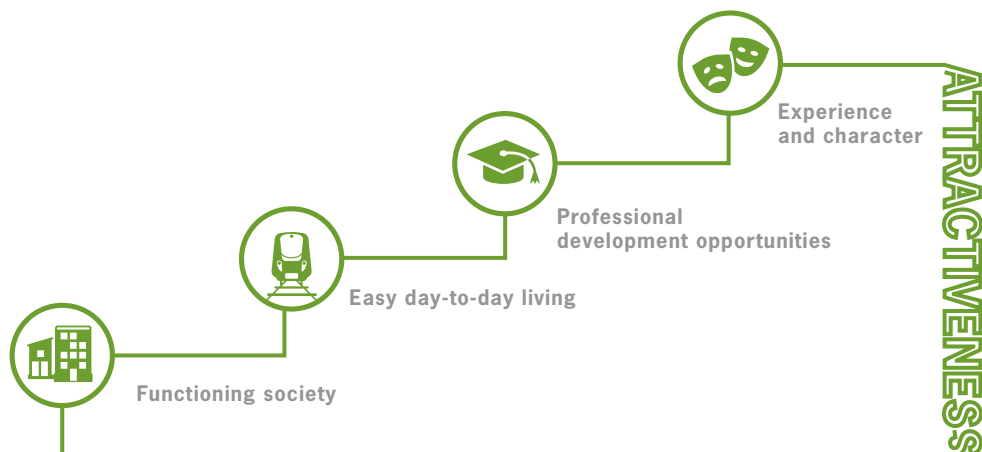 Experience
and character
Professional
development opportunities
Easy day-to-day living
Functioning society
ATTRACTIVENESS